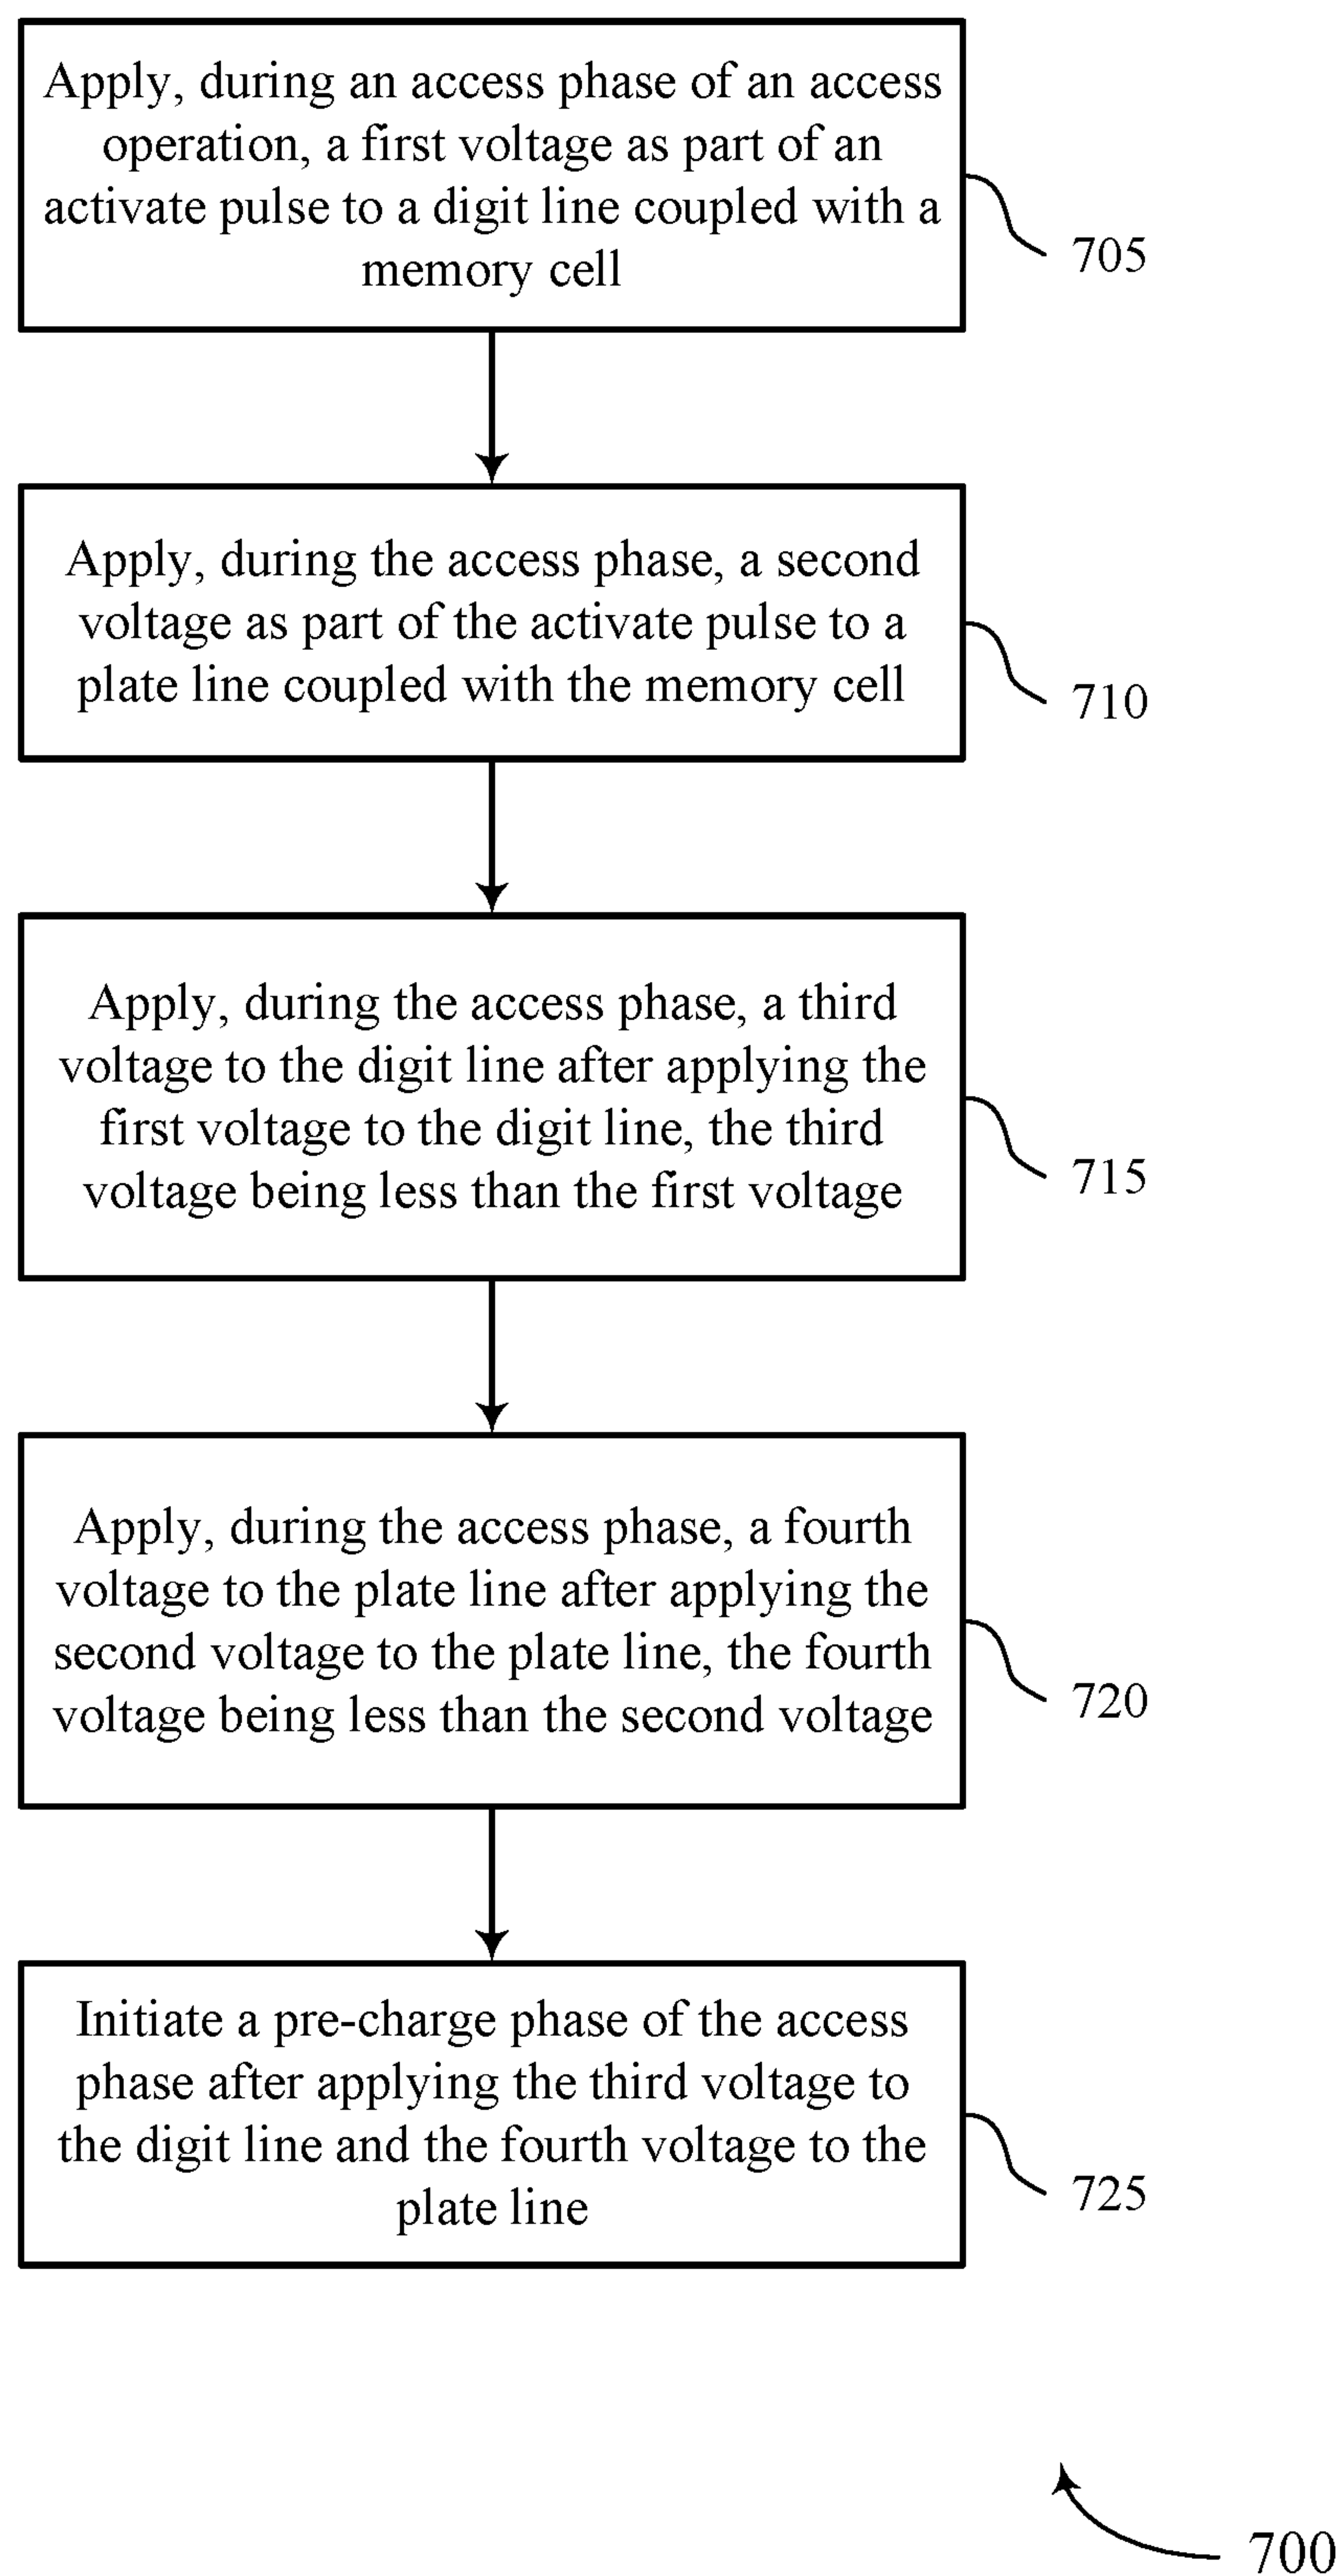 Apply, during an access phase of an access
operation, a first voltage as part of an
activate pulse to a digit line coupled with a
memory cell
705
Apply, during the access phase, a second
voltage as part of the activate pulse to a
plate line coupled with the memory cell
710
Apply, during the access phase, a third
voltage to the digit line after applying the
first voltage to the digit line, the third
voltage being less than the first voltage
715
Apply, during the access phase, a fourth
voltage to the plate line after applying the
second voltage to the plate line, the fourth
voltage being less than the second voltage
720
Initiate a pre-charge phase of the access
phase after applying the third voltage to
the digit line and the fourth voltage to the
plate line
725
700